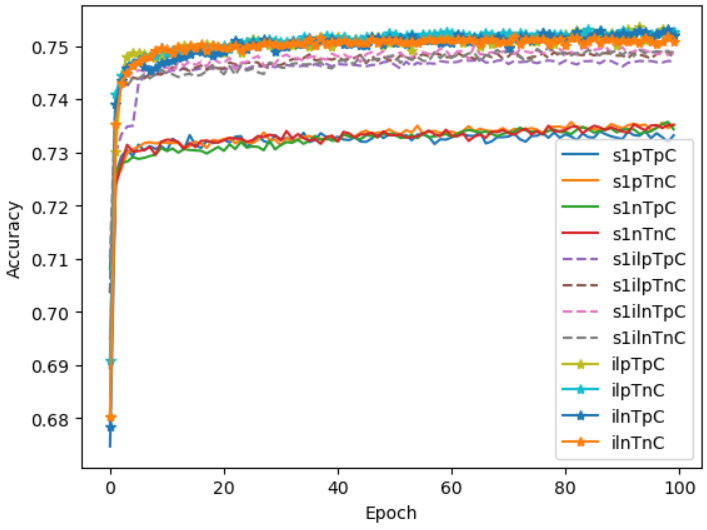 0.75
0.74
0.73
0.72
0.71
0.70
0.69
0.68
Accuracy
0 20 40 60 80 100
Epoch
s1pTpC
s1pTnC
s1nTpC
s1nTnC
s1ilpTpC
s1ilpTnC
s1ilnTpC
s1ilnTnC
ilpTpC
ilpTnC
ilnTpC
ilnTnC